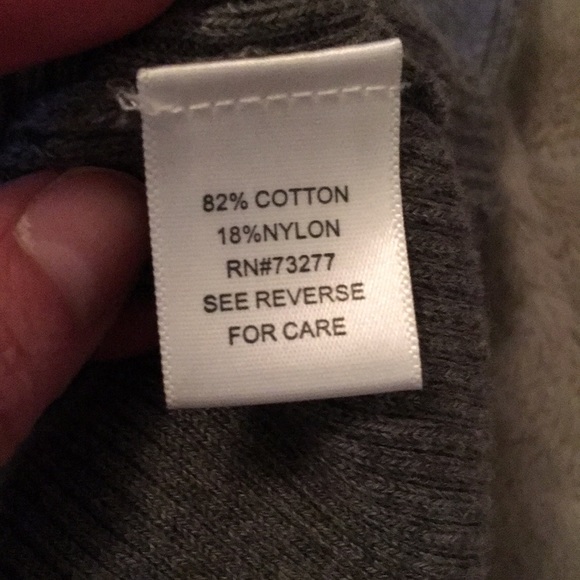 82% COTTON
18%NYLON
RN#73277
SEE REVERSE
FOR CARE